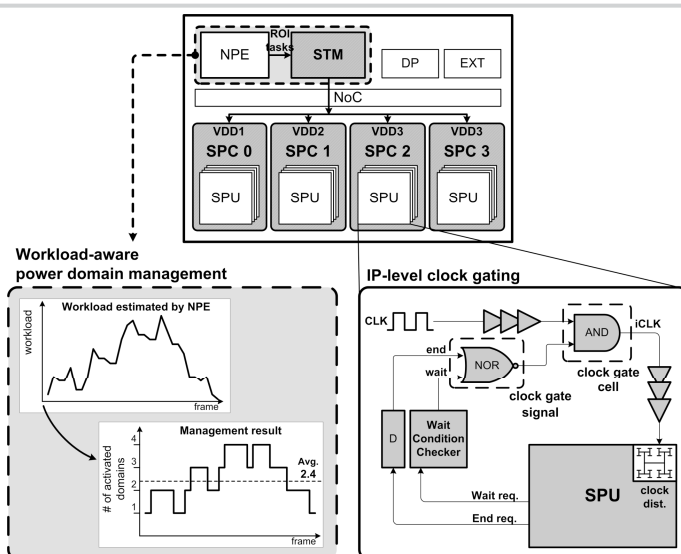 ROI
tasks
NPE
STM
DP
EXT
NoC
VDD1
VDD2
VDD3
VDD3
SPC 0
SPC 1
SPC 2
SPC 3
SPU
SPU
SPU
SPU
Workload-aware
power domain management
Workload estimated by NPE
workload
frame
Management result
# of activated
domains
4
3
2
1
Avg.
2.4
frame
IP-level clock gating
CLK
AND
iCLK
end
wait
NOR
clock gate
cell
clock gate
signal
D
Wait
Condition
Checker
SPU
clock
dist.
Wait req.
End req.